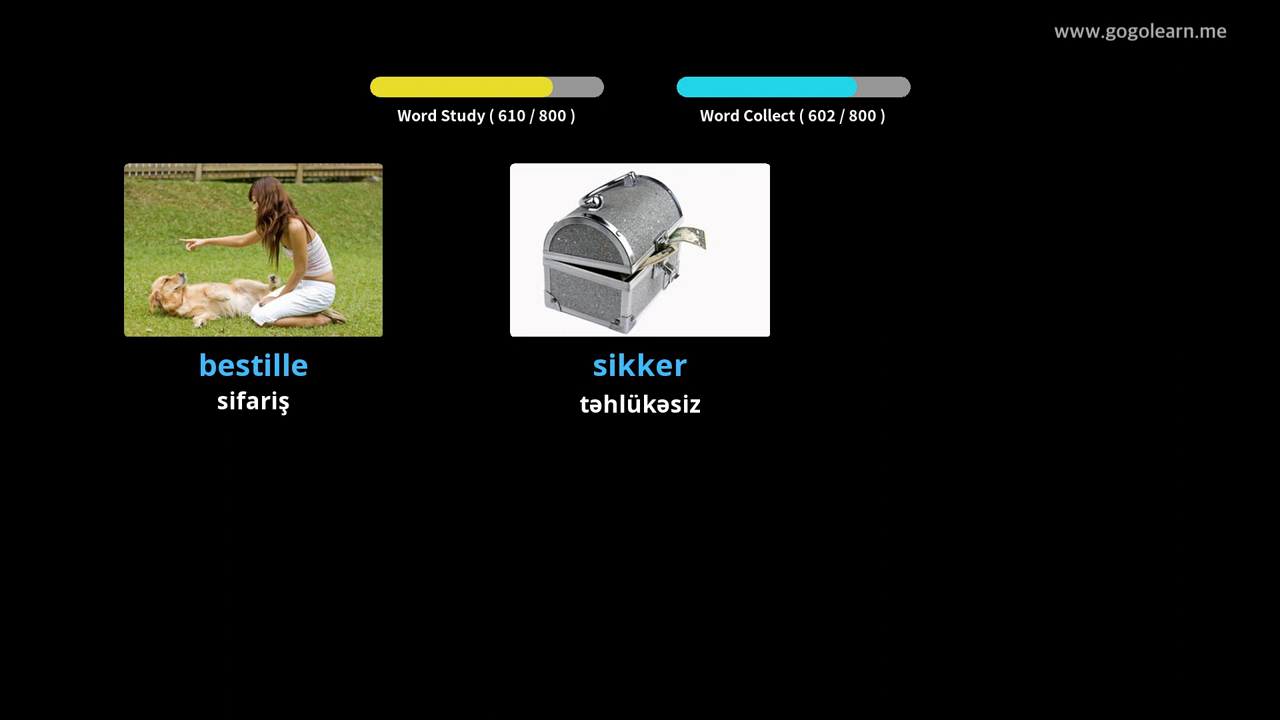 www.gogolearn.me
Word Study ( 610 / 800 )
Word Collect ( 602 / 800 )
bestille
sifariş
sikker
təhlükəsiz